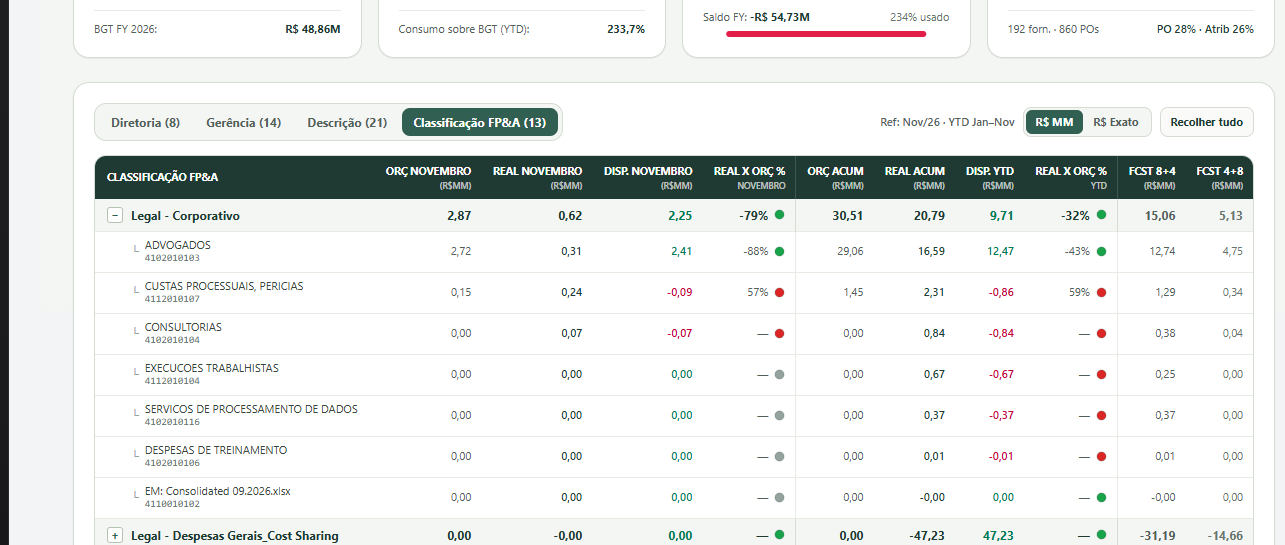 BGT FY 2026: R$ 48,86M
Consumo sobre BGT (YTD): 233,7%
Saldo FY: -R$ 54,73M 234% usado
192 forn. · 860 POs PO 28% · Atrib 26%
Diretoria (8) Gerência (14) Descrição (21) Classificação FP&A (13)
Ref: Nov/26 · YTD Jan–Nov R$ MM R$ Exato Recolher tudo
CLASSIFICAÇÃO FP&A ORÇ NOVEMBRO REAL NOVEMBRO DISP. NOVEMBRO REAL X ORÇ % ORÇ ACUM REAL ACUM DISP. YTD REAL X ORÇ % FCST 8+4 FCST 4+8
(R$MM) (R$MM) (R$MM) NOVEMBRO (R$MM) (R$MM) (R$MM) YTD (R$MM) (R$MM)
− Legal - Corporativo 2,87 0,62 2,25 -79% 30,51 20,79 9,71 -32% 15,06 5,13
ADVOGADOS 2,72 0,31 2,41 -88% 29,06 16,59 12,47 -43% 12,74 4,75
4102010103
CUSTAS PROCESSUAIS, PERICIAS 0,15 0,24 -0,09 57% 1,45 2,31 -0,86 59% 1,29 0,34
4112010107
CONSULTORIAS 0,00 0,07 -0,07 — 0,00 0,84 -0,84 — 0,38 0,04
4102010104
EXECUCOES TRABALHISTAS 0,00 0,00 0,00 — 0,00 0,67 -0,67 — 0,25 0,00
4112010104
SERVICOS DE PROCESSAMENTO DE DADOS 0,00 0,00 0,00 — 0,00 0,37 -0,37 — 0,37 0,00
4102010116
DESPESAS DE TREINAMENTO 0,00 0,00 0,00 — 0,00 0,01 -0,01 — 0,01 0,00
4102010106
EM: Consolidated 09.2026.xlsx 0,00 0,00 0,00 — 0,00 -0,00 0,00 — -0,00 0,00
4110010102
+ Legal - Despesas Gerais_Cost Sharing 0,00 -0,00 0,00 — 0,00 -47,23 47,23 — -31,19 -14,66